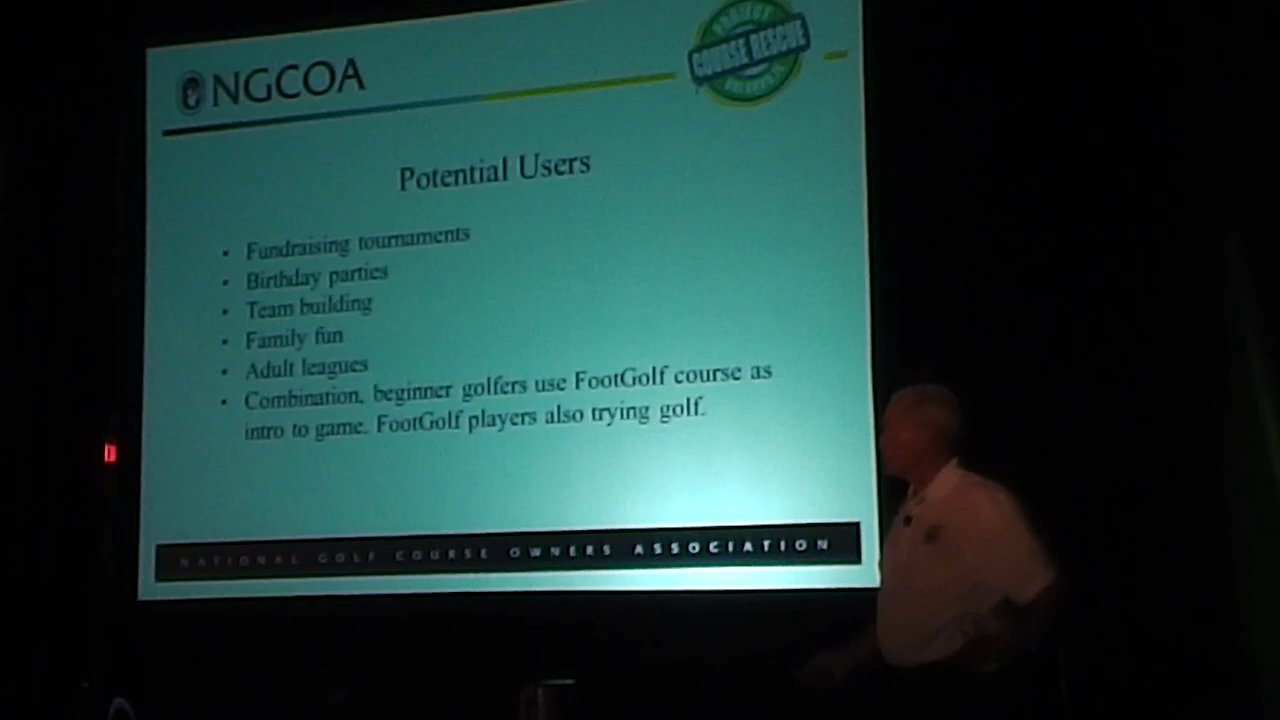 NGCOA
PROJECT
COURSE RESCUE
Potential Users
• Fundraising tournaments
• Birthday parties
• Team building
• Family fun
• Adult leagues
• Combination, beginner golfers use FootGolf course as
intro to game. FootGolf players also trying golf.
NATIONAL GOLF COURSE OWNERS ASSOCIATION